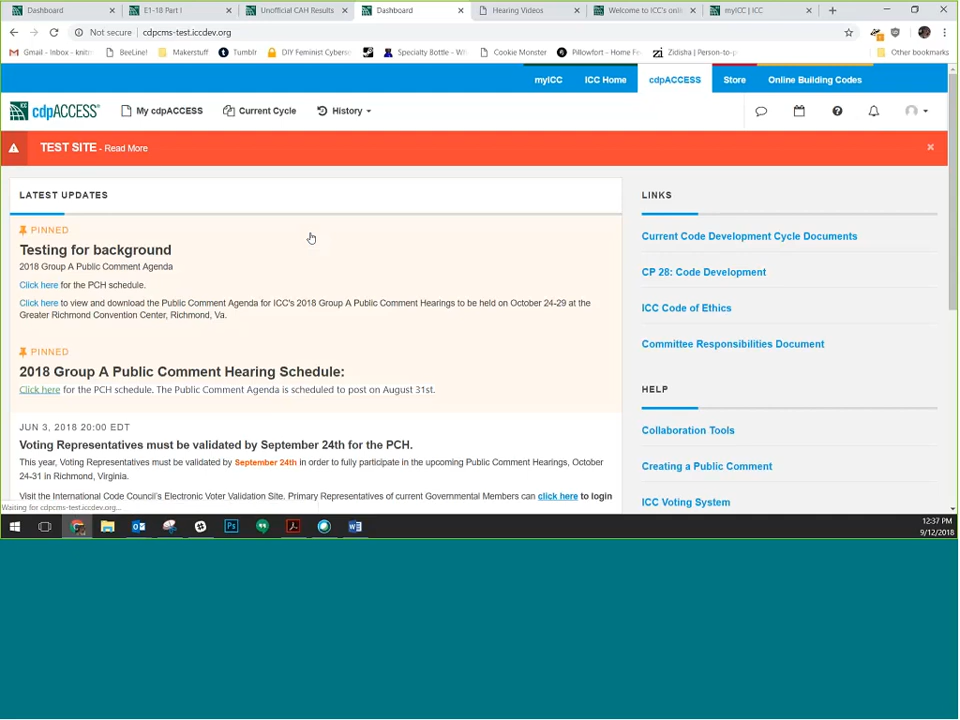 Dashboard
E1-18 Part I
Unofficial CAH Results
Dashboard
Hearing Videos
Welcome to ICC's onli
myICC | ICC
Not secure | cdpcms-test.iccdev.org
Gmail - Inbox - knit
BeeLine!
Makerstuff
Tumblr
DIY Feminist Cyberse
Specialty Bottle - Wh
Cookie Monster
Pillowfort - Home Fe
Zidisha | Person-to-p
Other bookmarks
myICC
ICC Home
cdpACCESS
Store
Online Building Codes
cdpACCESS®
My cdpACCESS
Current Cycle
History
TEST SITE - Read More
LATEST UPDATES
PINNED
Testing for background
2018 Group A Public Comment Agenda
Click here for the PCH schedule.
Click here to view and download the Public Comment Agenda for ICC's 2018 Group A Public Comment Hearings to be held on October 24-29 at the
Greater Richmond Convention Center, Richmond, Va.
PINNED
2018 Group A Public Comment Hearing Schedule:
Click here for the PCH schedule. The Public Comment Agenda is scheduled to post on August 31st.
JUN 3, 2018 20:00 EDT
Voting Representatives must be validated by September 24th for the PCH.
This year, Voting Representatives must be validated by September 24th in order to fully participate in the upcoming Public Comment Hearings, October
24-31 in Richmond, Virginia.
Visit the International Code Council's Electronic Voter Validation Site. Primary Representatives of current Governmental Members can click here to login
Waiting for cdpcms-test.iccdev.org...
LINKS
Current Code Development Cycle Documents
CP 28: Code Development
ICC Code of Ethics
Committee Responsibilities Document
HELP
Collaboration Tools
Creating a Public Comment
ICC Voting System
12:37 PM
9/12/2018